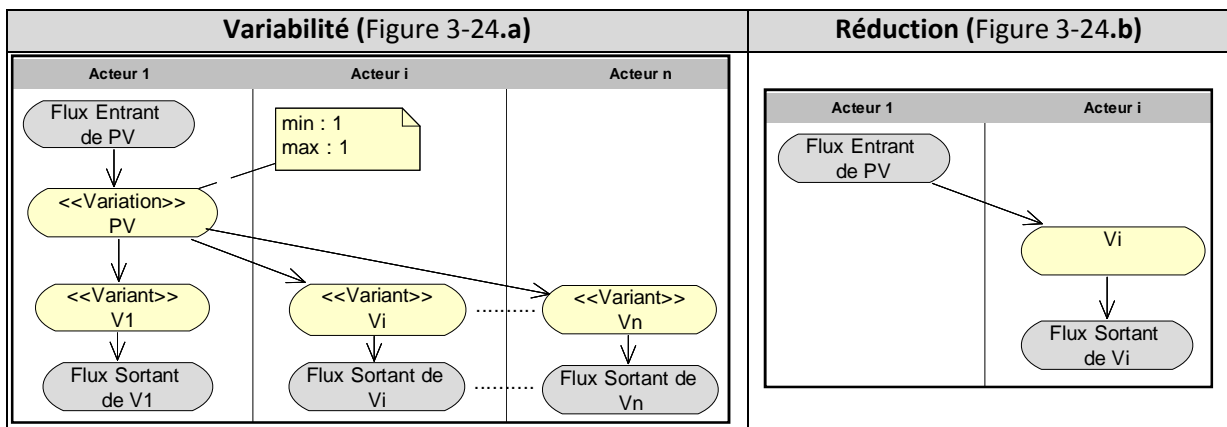 Variabilité (Figure 3-24.a)
Réduction (Figure 3-24.b)
Acteur 1
Acteur i
Acteur n
Flux Entrant
de PV
min : 1
max : 1
<<Variation>>
PV
<<Variant>>
V1
<<Variant>>
Vi
<<Variant>>
Vn
Flux Sortant
de V1
Flux Sortant de
Vi
Flux Sortant de
Vn
Acteur 1
Acteur i
Flux Entrant
de PV
Vi
Flux Sortant
de Vi